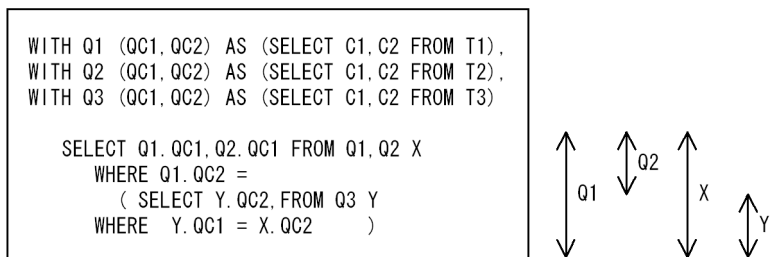 WITH Q1 (QC1,QC2) AS (SELECT C1,C2 FROM T1),
WITH Q2 (QC1,QC2) AS (SELECT C1,C2 FROM T2),
WITH Q3 (QC1,QC2) AS (SELECT C1,C2 FROM T3)
SELECT Q1.QC1,Q2.QC1 FROM Q1,Q2 X
WHERE Q1.QC2 =
( SELECT Y.QC2,FROM Q3 Y
WHERE Y.QC1 = X.QC2 )
Q1
Q2
X
Y